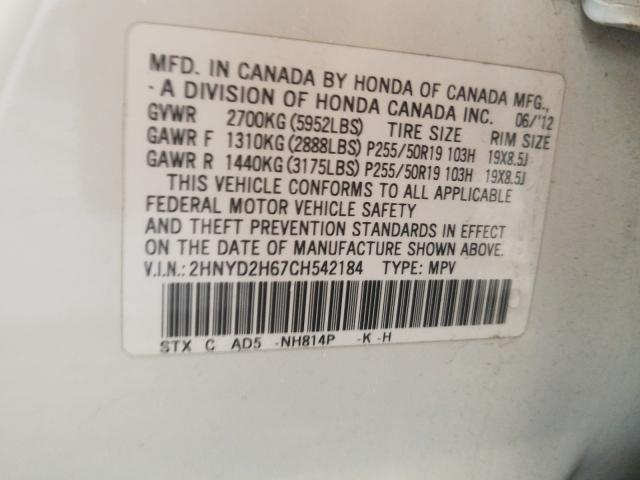 MFD. IN CANADA BY HONDA OF CANADA MFG.,
- A DIVISION OF HONDA CANADA INC. 06/'12
GVWR 2700KG(5952LBS) TIRE SIZE RIM SIZE
GAWR F 1310KG(2888LBS) P255/50R19 103H 19X8.5J
GAWR R 1440KG(3175LBS) P255/50R19 103H 19X8.5J
THIS VEHICLE CONFORMS TO ALL APPLICABLE
FEDERAL MOTOR VEHICLE SAFETY
AND THEFT PREVENTION STANDARDS IN EFFECT
ON THE DATE OF MANUFACTURE SHOWN ABOVE.
V.I.N.: 2HNYD2H67CH542184 TYPE: MPV
STX C AD5 -NH814P -K -H